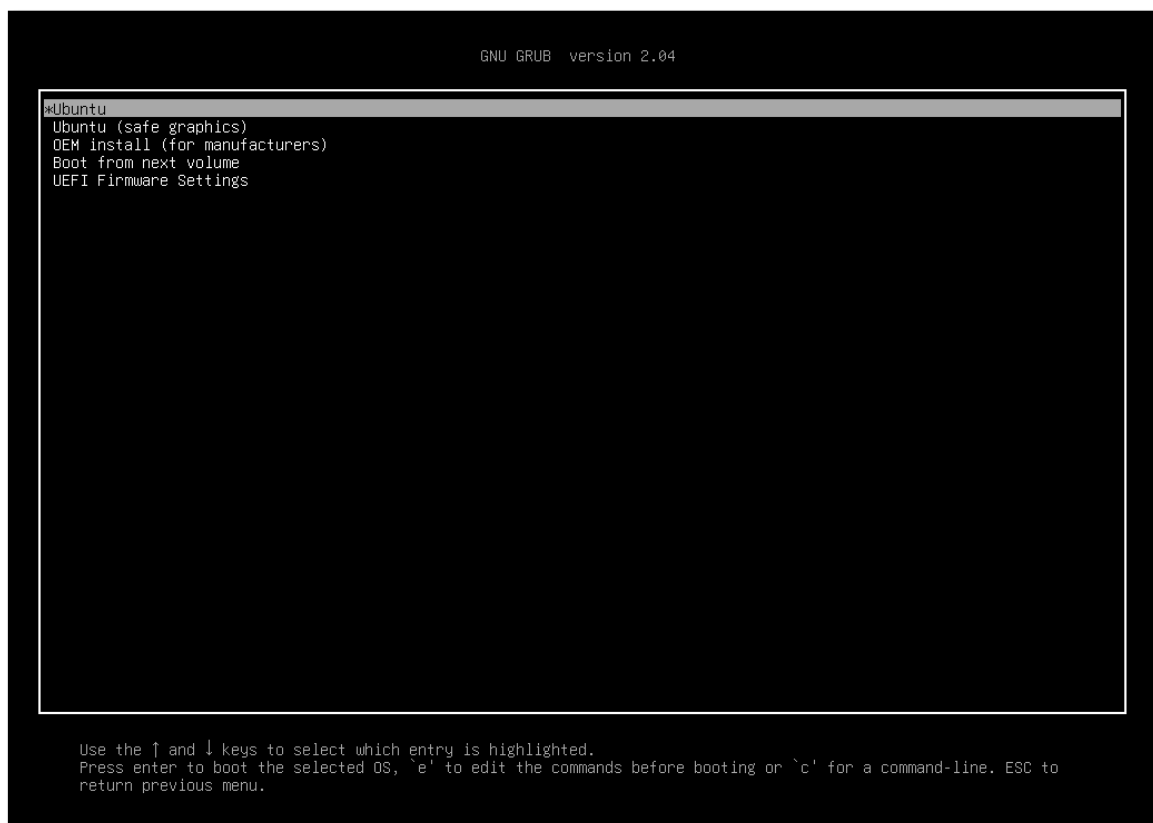 GNU GRUB  version 2.04
*Ubuntu
Ubuntu (safe graphics)
OEM install (for manufacturers)
Boot from next volume
UEFI Firmware Settings
Use the ↑ and ↓ keys to select which entry is highlighted.
Press enter to boot the selected OS, `e' to edit the commands before booting or `c' for a command-line. ESC to
return previous menu.